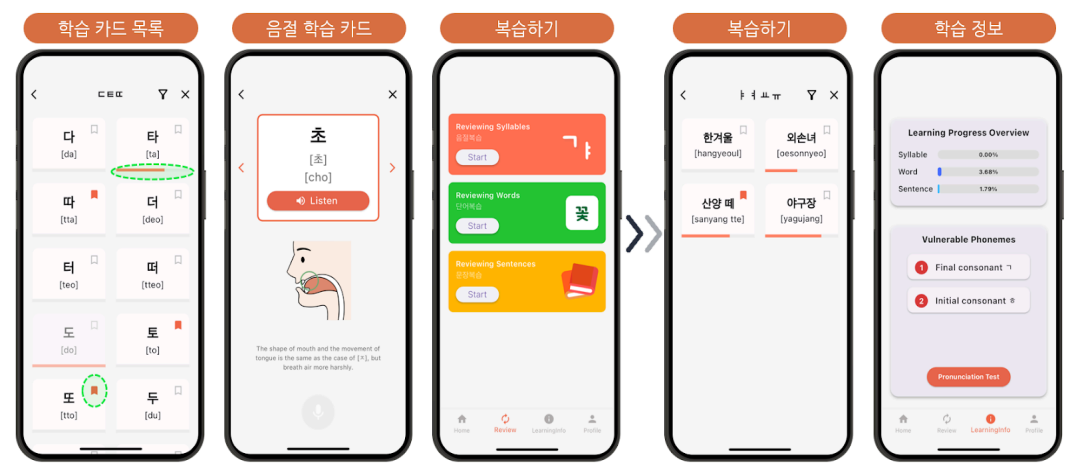 학습 카드 목록
ㄷㅌㄸ
다
[da]
타
[ta]
따
[tta]
더
[deo]
터
[teo]
떠
[tteo]
도
[do]
토
[to]
또
[tto]
두
[du]
음절 학습 카드
초
[초]
[cho]
Listen
The shape of mouth and the movement of
tongue is the same as the case of [ㅈ], but
breath air more harshly.
복습하기
Reviewing Syllables
음절복습
Start
ㄱ ㅑ
Reviewing Words
단어복습
Start
꽃
Reviewing Sentences
문장복습
Start
Home Review LearningInfo Profile
복습하기
ㅑㅕㅛㅠ
한겨울
[hangyeoul]
외손녀
[oesonnyeo]
산양 떼
[sanyang tte]
야구장
[yagujang]
학습 정보
Learning Progress Overview
Syllable 0.00%
Word 3.68%
Sentence 1.79%
Vulnerable Phonemes
1 Final consonant ㄱ
2 Initial consonant ㅎ
Pronunciation Test
Home Review LearningInfo Profile